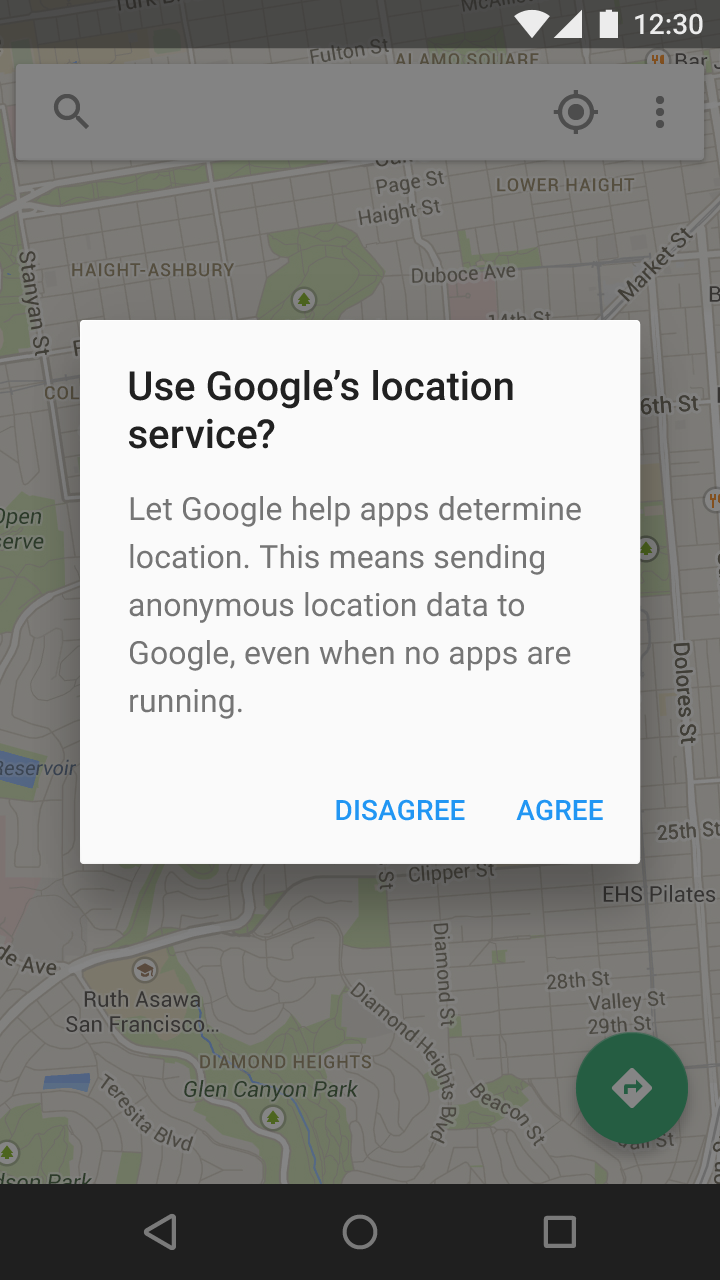 McAllis
12:30
Fulton St
ALAMO SQUARE
Bar
Page St
LOWER HAIGHT
Haight St
Stanyan St
HAIGHT-ASHBURY
Duboce Ave
Market St
14th St
Use Google’s location
service?
6th St
Let Google help apps determine
location. This means sending
anonymous location data to
Google, even when no apps are
running.
Open
erve
Dolores St
Reservoir
DISAGREE AGREE
25th St
St
Clipper St
EHS Pilates
de Ave
Diamond St
28th St
Ruth Asawa
San Francisco...
Valley St
29th St
Diamond Heights Blvd
DIAMOND HEIGHTS
Glen Canyon Park
Teresita Blvd
Beacon St
dson Park